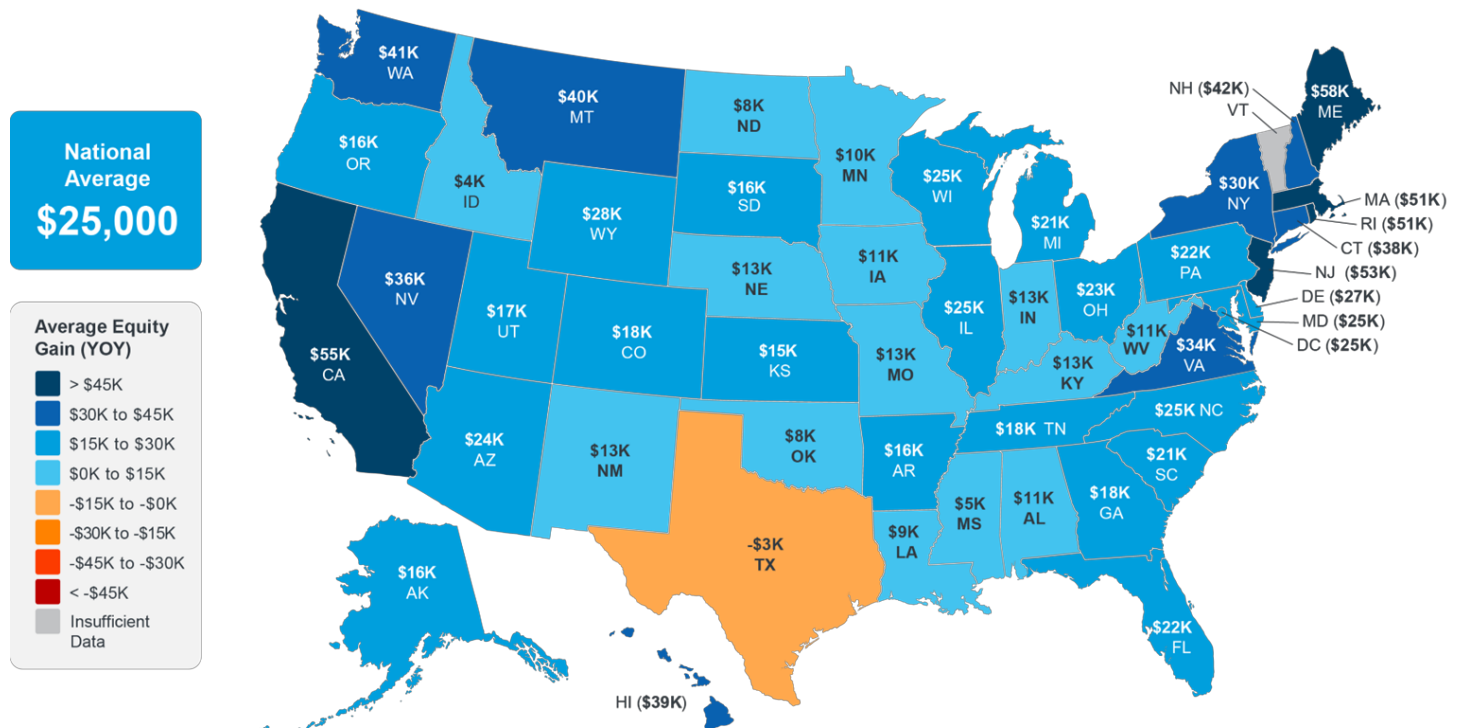 National
Average
$25,000
Average Equity
Gain (YOY)
> $45K
$30K to $45K
$15K to $30K
$0K to $15K
-$15K to -$0K
-$30K to -$15K
-$45K to -$30K
< -$45K
Insufficient
Data
$41K
WA
$16K
OR
$4K
ID
$40K
MT
$8K
ND
$10K
MN
$16K
SD
$28K
WY
$25K
WI
$21K
MI
$30K
NY
NH ($42K)
VT
$58K
ME
MA ($51K)
RI ($51K)
CT ($38K)
NJ ($53K)
DE ($27K)
MD ($25K)
DC ($25K)
$22K
PA
$23K
OH
$13K
IN
$25K
IL
$11K
IA
$13K
NE
$36K
NV
$17K
UT
$18K
CO
$15K
KS
$13K
MO
$13K
KY
$11K
WV
$34K
VA
$55K
CA
$24K
AZ
$13K
NM
$8K
OK
$16K
AR
$18K TN
$25K NC
$21K
SC
$18K
GA
$11K
AL
$5K
MS
$9K
LA
-$3K
TX
$22K
FL
$16K
AK
HI ($39K)